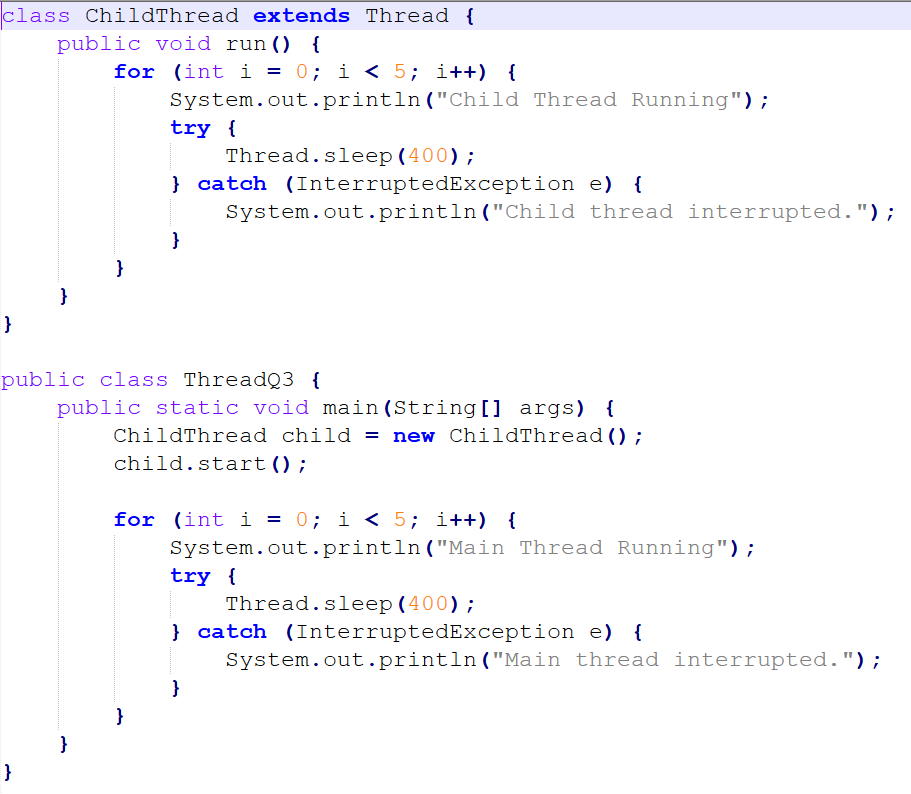 class ChildThread extends Thread {
    public void run() {
        for (int i = 0; i < 5; i++) {
            System.out.println("Child Thread Running");
            try {
                Thread.sleep(400);
            } catch (InterruptedException e) {
                System.out.println("Child thread interrupted.");
            }
        }
    }
}

public class ThreadQ3 {
    public static void main(String[] args) {
        ChildThread child = new ChildThread();
        child.start();

        for (int i = 0; i < 5; i++) {
            System.out.println("Main Thread Running");
            try {
                Thread.sleep(400);
            } catch (InterruptedException e) {
                System.out.println("Main thread interrupted.");
            }
        }
    }
}